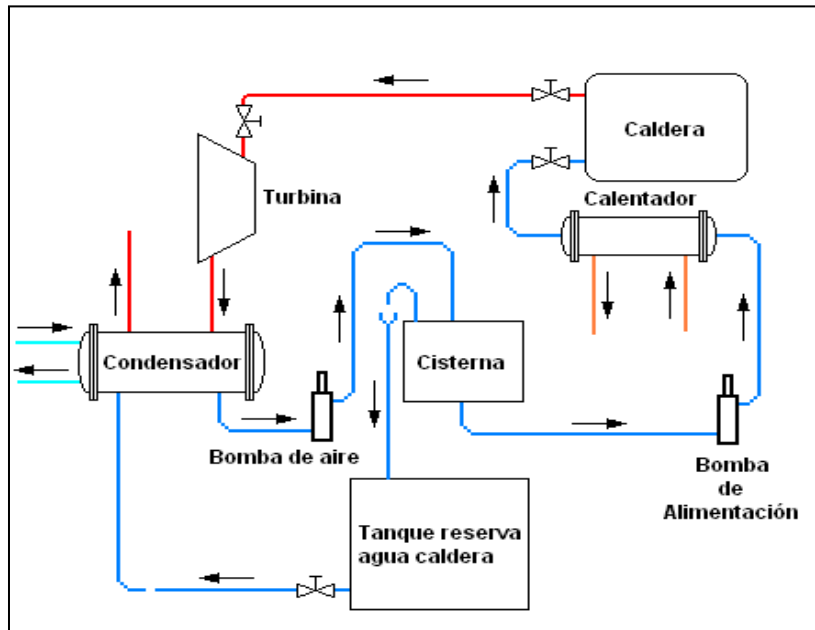 Caldera
Turbina
Calentador
Condensador
Cisterna
Bomba de aire
Bomba
de
Alimentación
Tanque reserva
agua caldera